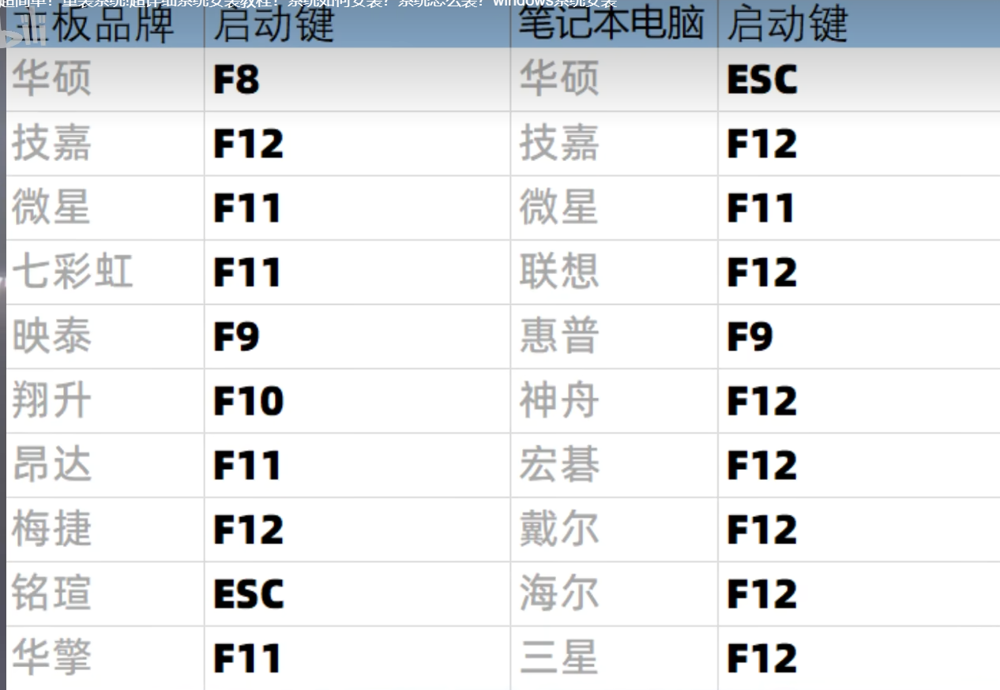 超简单！重装系统!超详细系统安装教程！系统如何安装？系统怎么装？windows系统安装
主板品牌 启动键 笔记本电脑 启动键
华硕 F8 华硕 ESC
技嘉 F12 技嘉 F12
微星 F11 微星 F11
七彩虹 F11 联想 F12
映泰 F9 惠普 F9
翔升 F10 神舟 F12
昂达 F11 宏碁 F12
梅捷 F12 戴尔 F12
铭瑄 ESC 海尔 F12
华擎 F11 三星 F12